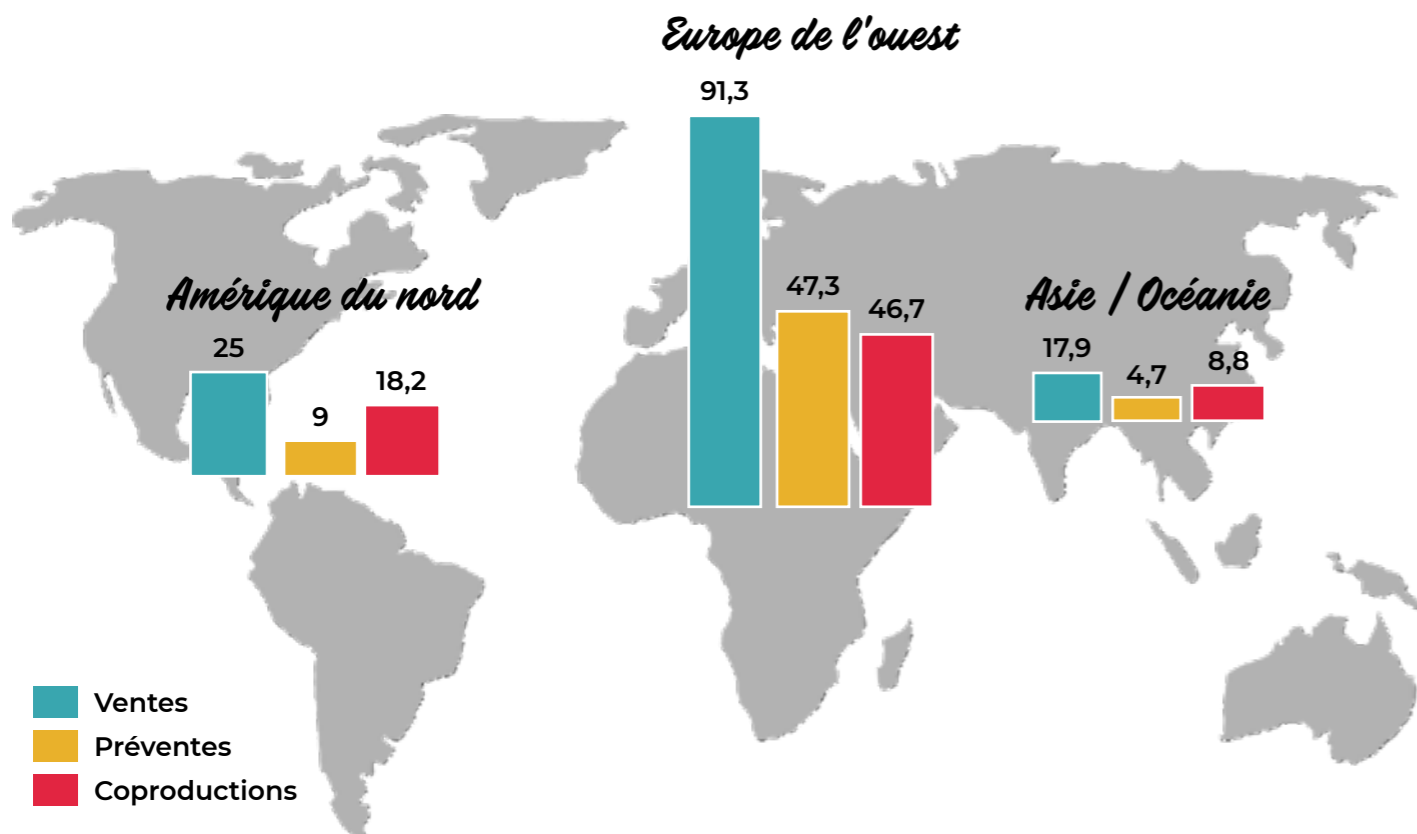 Europe de l'ouest
91,3
47,3
46,7
Amérique du nord
25
9
18,2
Asie / Océanie
17,9
4,7
8,8
Ventes
Préventes
Coproductions